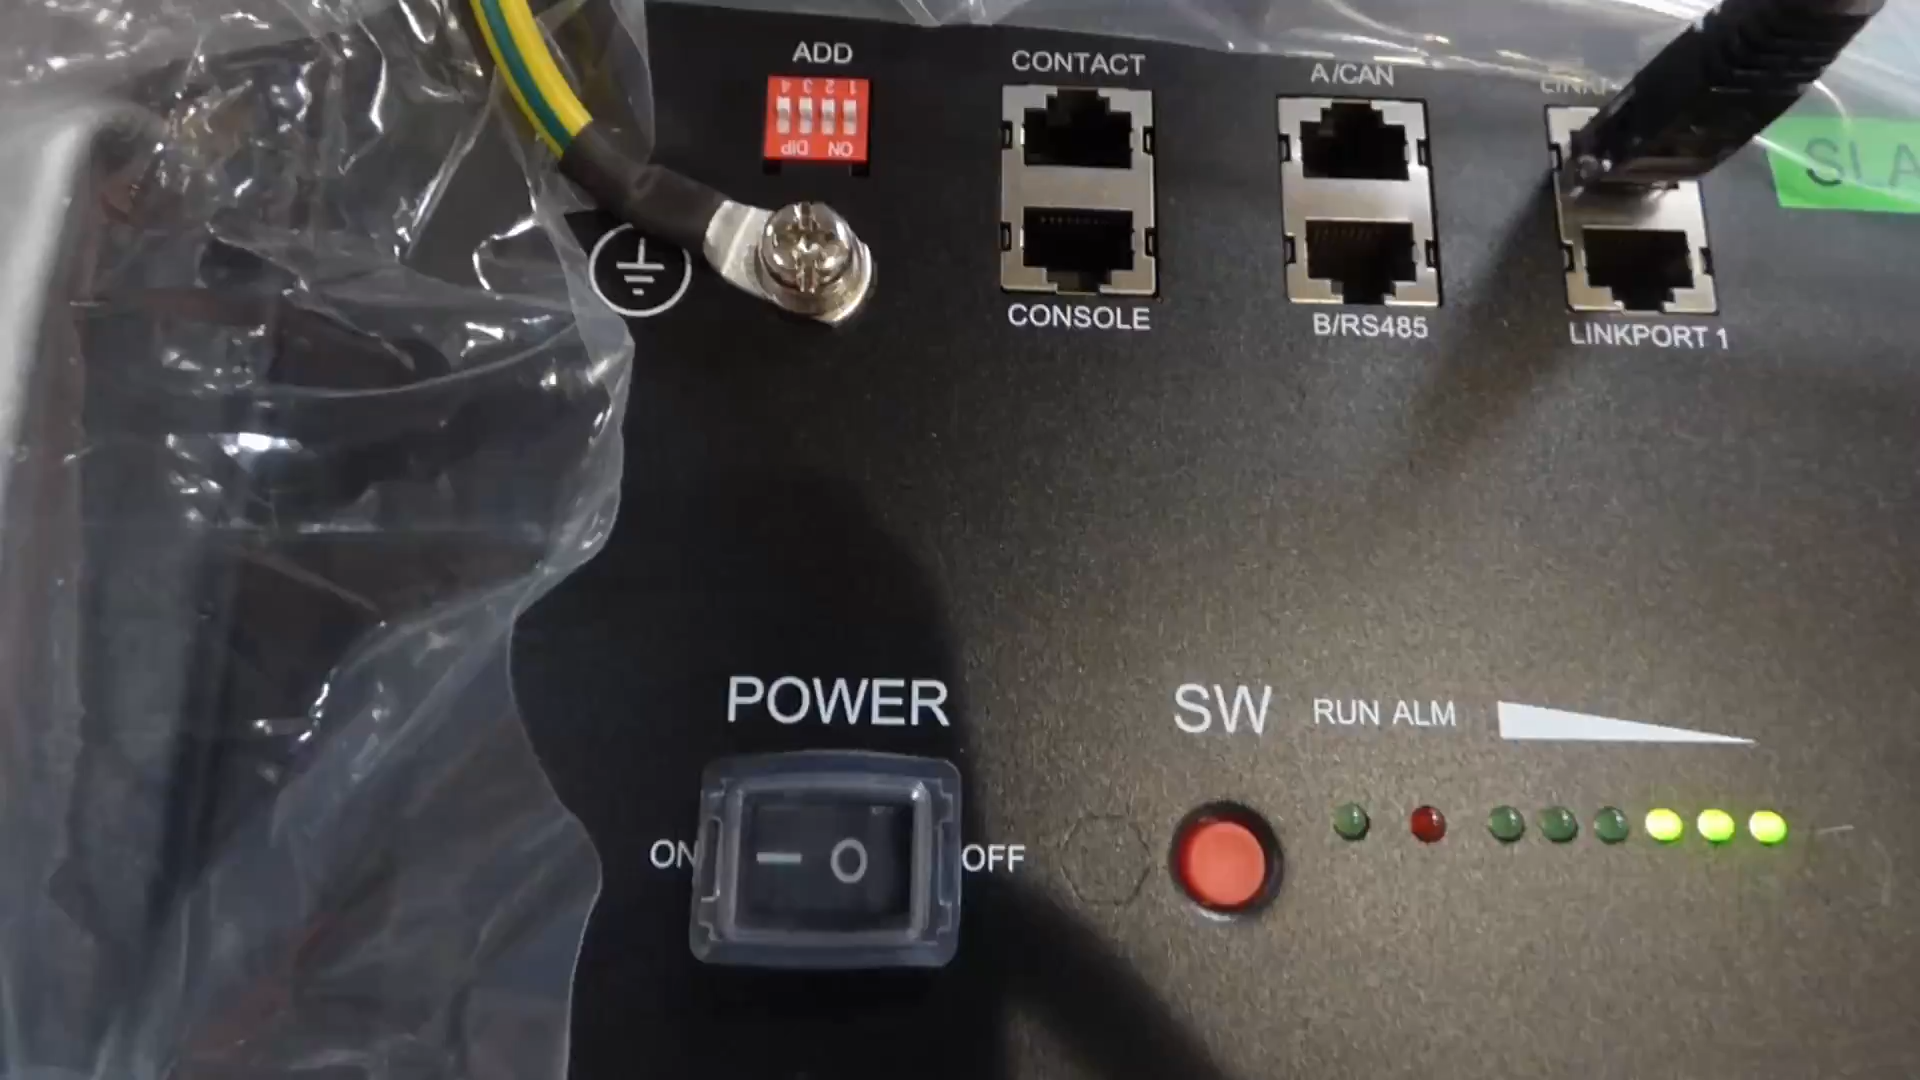 ADD
1 2 3 4
ON DIP
CONTACT
A/CAN
CONSOLE
B/RS485
LINKPORT 1
POWER
SW
RUN ALM
ON
OFF